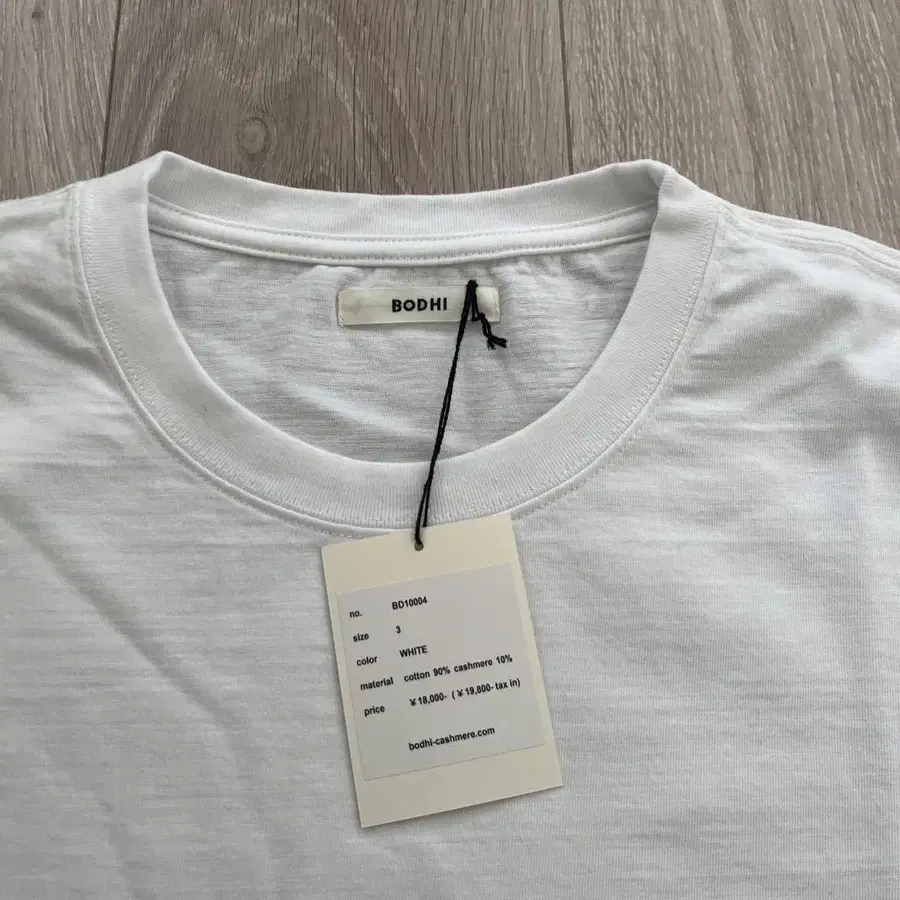 BODHI
no. BD10004
size 3
color WHITE
material cotton 90% cashmere 10%
price ¥18,000- (¥19,800- tax in)
bodhi-cashmere.com